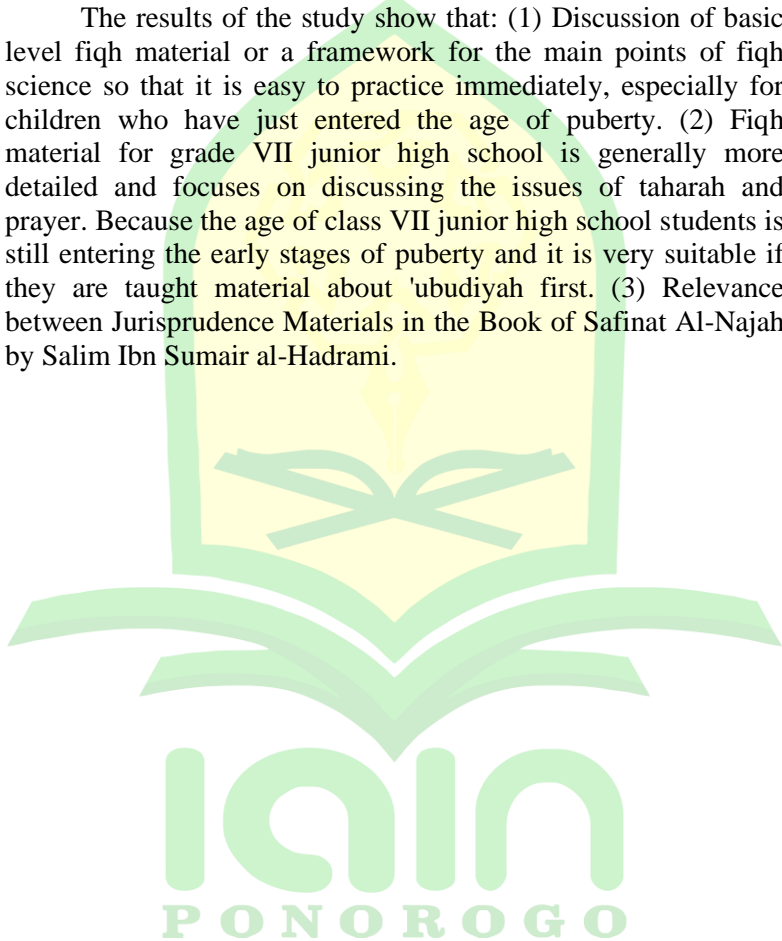 The results of the study show that: (1) Discussion of basic
level fiqh material or a framework for the main points of fiqh
science so that it is easy to practice immediately, especially for
children who have just entered the age of puberty. (2) Fiqh
material for grade VII junior high school is generally more
detailed and focuses on discussing the issues of taharah and
prayer. Because the age of class VII junior high school students is
still entering the early stages of puberty and it is very suitable if
they are taught material about 'ubudiyah first. (3) Relevance
between Jurisprudence Materials in the Book of Safinat Al-Najah
by Salim Ibn Sumair al-Hadrami.
iain
PONOROGO